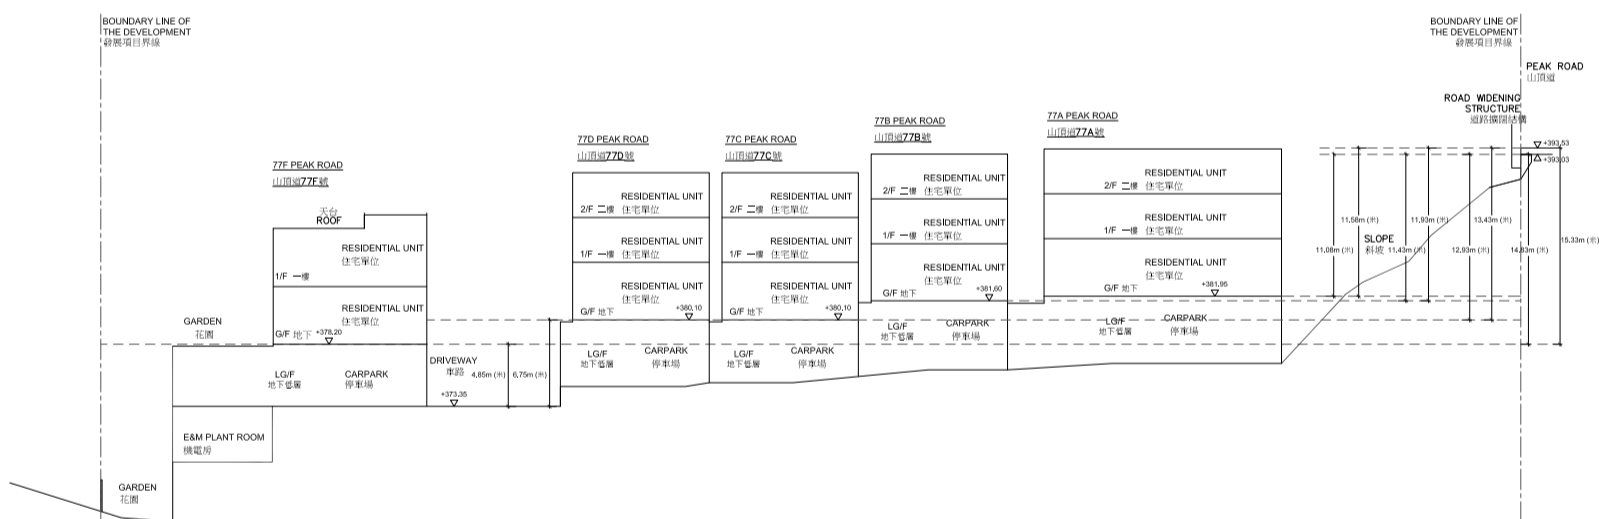 BOUNDARY LINE OF
THE DEVELOPMENT
發展項目界線
BOUNDARY LINE OF
THE DEVELOPMENT
發展項目界線
PEAK ROAD
山頂道
ROAD WIDENING
STRUCTURE
道路擴闊結構
+393.53
+393.03
77F PEAK ROAD
山頂道77F號
天台
ROOF
RESIDENTIAL UNIT
住宅單位
1/F 一樓
RESIDENTIAL UNIT
住宅單位
G/F 地下 +378.20
GARDEN
花園
LG/F
地下低層
CARPARK
停車場
E&M PLANT ROOM
機電房
GARDEN
花園
DRIVEWAY
車路
+373.35
4.85m (米)
6.75m (米)
77D PEAK ROAD
山頂道77D號
RESIDENTIAL UNIT
2/F 二樓 住宅單位
RESIDENTIAL UNIT
1/F 一樓 住宅單位
RESIDENTIAL UNIT
住宅單位
G/F 地下
+380.10
LG/F
地下低層
CARPARK
停車場
77C PEAK ROAD
山頂道77C號
RESIDENTIAL UNIT
2/F 二樓 住宅單位
RESIDENTIAL UNIT
1/F 一樓 住宅單位
RESIDENTIAL UNIT
住宅單位
G/F 地下
+380.10
LG/F
地下低層
CARPARK
停車場
77B PEAK ROAD
山頂道77B號
RESIDENTIAL UNIT
2/F 二樓 住宅單位
RESIDENTIAL UNIT
1/F 一樓 住宅單位
RESIDENTIAL UNIT
住宅單位
G/F 地下
+381.60
LG/F
地下低層
CARPARK
停車場
77A PEAK ROAD
山頂道77A號
RESIDENTIAL UNIT
2/F 二樓 住宅單位
RESIDENTIAL UNIT
1/F 一樓 住宅單位
RESIDENTIAL UNIT
住宅單位
G/F 地下
+381.95
LG/F
地下低層
CARPARK
停車場
SLOPE
斜坡
11.08m (米)
11.58m (米)
11.43m (米)
11.93m (米)
12.93m (米)
13.43m (米)
14.83m (米)
15.33m (米)